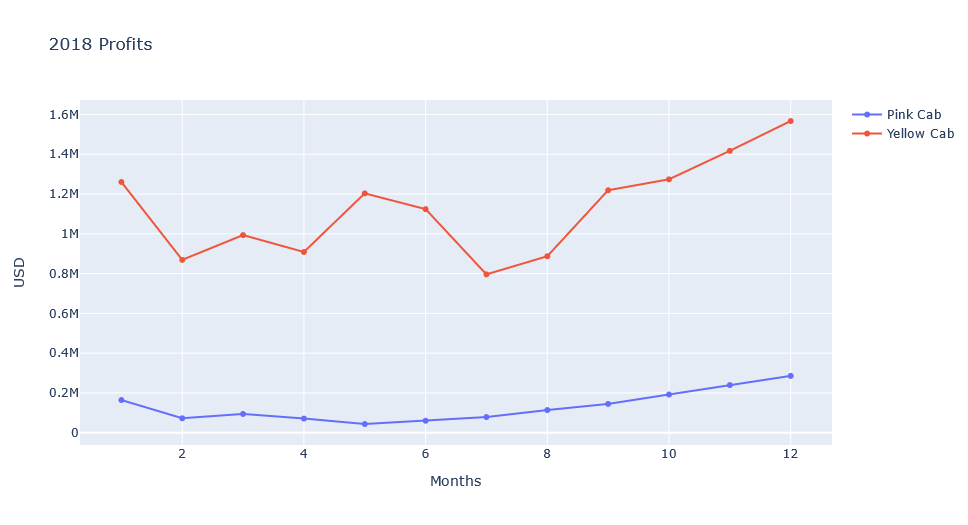 2018 Profits
1.6M
1.4M
1.2M
1M
0.8M
0.6M
0.4M
0.2M
0
USD
2 4 6 8 10 12
Months
Pink Cab
Yellow Cab